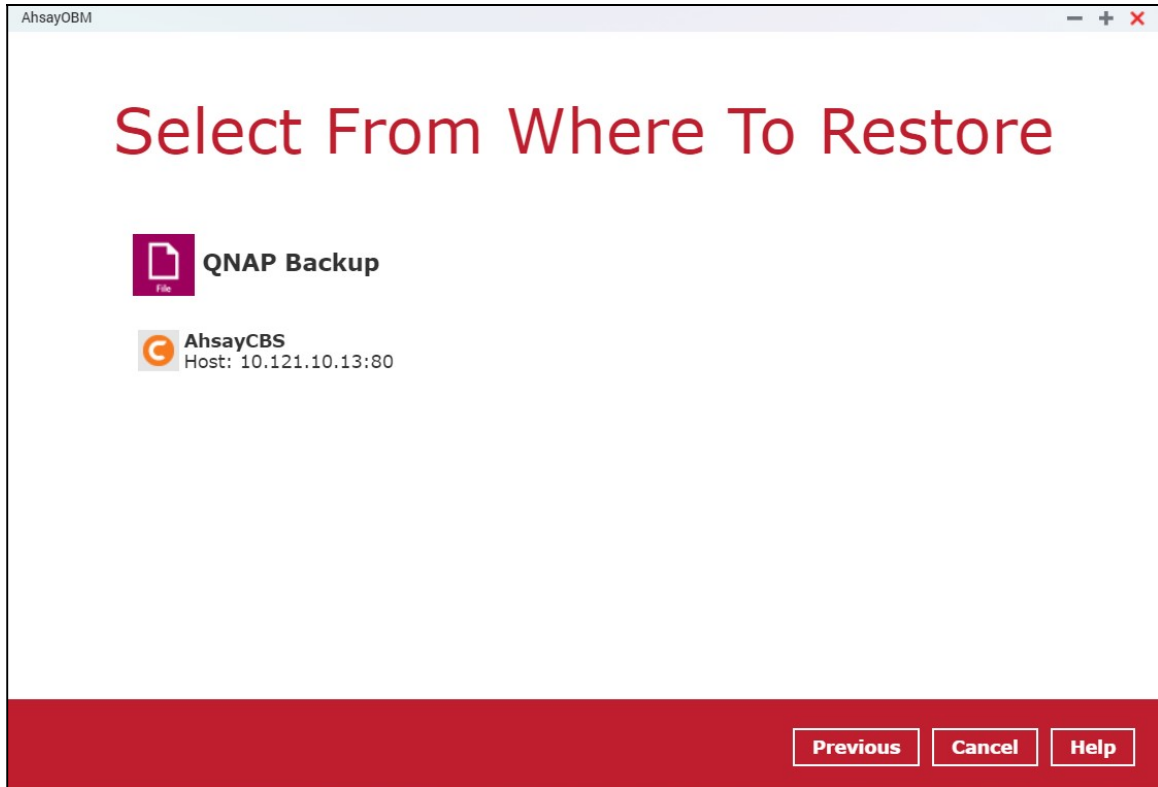 AhsayOBM
Select From Where To Restore
File
QNAP Backup
AhsayCBS
Host: 10.121.10.13:80
Previous Cancel Help